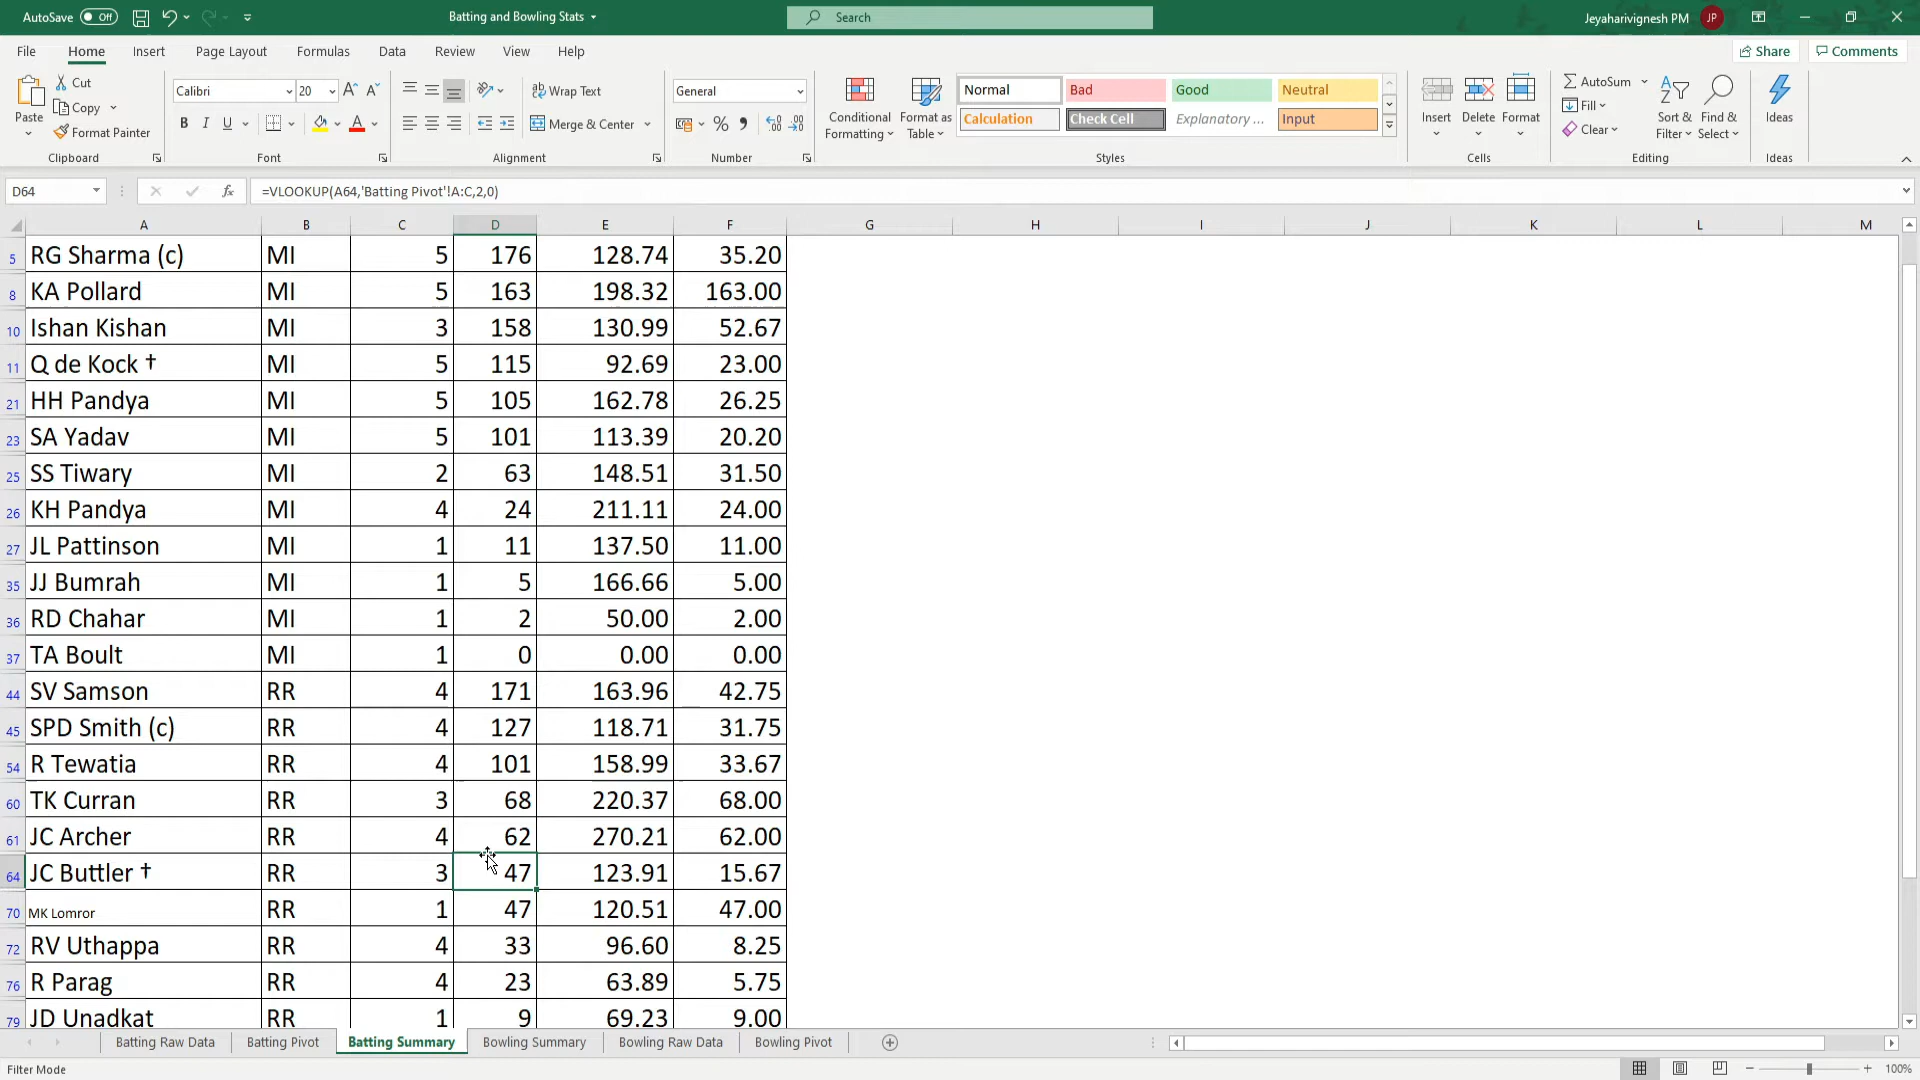 AutoSave Off Batting and Bowling Stats Search Jeyaharivignesh PM JP
File Home Insert Page Layout Formulas Data Review View Help Share Comments
Paste Cut Copy Format Painter Clipboard
Calibri 20 A A B I U A Font
Wrap Text Merge & Center Alignment
General % Number
Conditional Formatting Format as Table
Normal Bad Good Neutral
Calculation Check Cell Explanatory ... Input
Styles
Insert Delete Format Cells
AutoSum Fill Clear Sort & Filter Find & Select Editing
Ideas Ideas
D64 fx =VLOOKUP(A64,'Batting Pivot'!A:C,2,0)
A B C D E F G H I J K L M
5 RG Sharma (c) MI 5 176 128.74 35.20
8 KA Pollard MI 5 163 198.32 163.00
10 Ishan Kishan MI 3 158 130.99 52.67
11 Q de Kock † MI 5 115 92.69 23.00
21 HH Pandya MI 5 105 162.78 26.25
23 SA Yadav MI 5 101 113.39 20.20
25 SS Tiwary MI 2 63 148.51 31.50
26 KH Pandya MI 4 24 211.11 24.00
27 JL Pattinson MI 1 11 137.50 11.00
35 JJ Bumrah MI 1 5 166.66 5.00
36 RD Chahar MI 1 2 50.00 2.00
37 TA Boult MI 1 0 0.00 0.00
44 SV Samson RR 4 171 163.96 42.75
45 SPD Smith (c) RR 4 127 118.71 31.75
54 R Tewatia RR 4 101 158.99 33.67
60 TK Curran RR 3 68 220.37 68.00
61 JC Archer RR 4 62 270.21 62.00
64 JC Buttler † RR 3 47 123.91 15.67
70 MK Lomror RR 1 47 120.51 47.00
72 RV Uthappa RR 4 33 96.60 8.25
76 R Parag RR 4 23 63.89 5.75
79 JD Unadkat RR 1 9 69.23 9.00
Batting Raw Data Batting Pivot Batting Summary Bowling Summary Bowling Raw Data Bowling Pivot
Filter Mode 100%